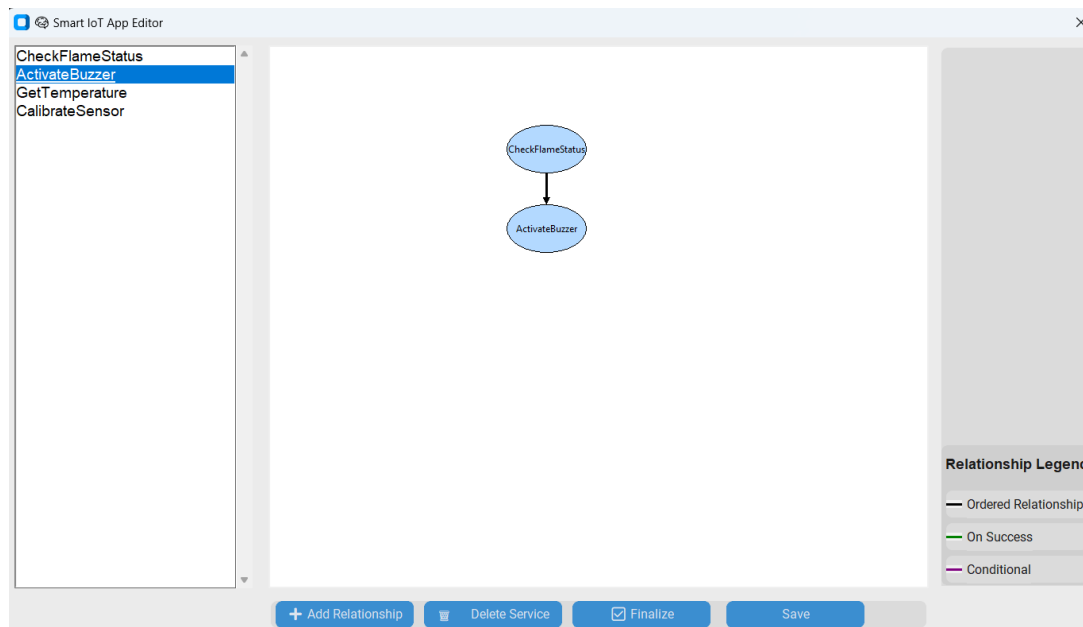 Smart IoT App Editor
CheckFlameStatus
ActivateBuzzer
GetTemperature
CalibrateSensor
CheckFlameStatus
ActivateBuzzer
Relationship Legend
Ordered Relationship
On Success
Conditional
Add Relationship
Delete Service
Finalize
Save